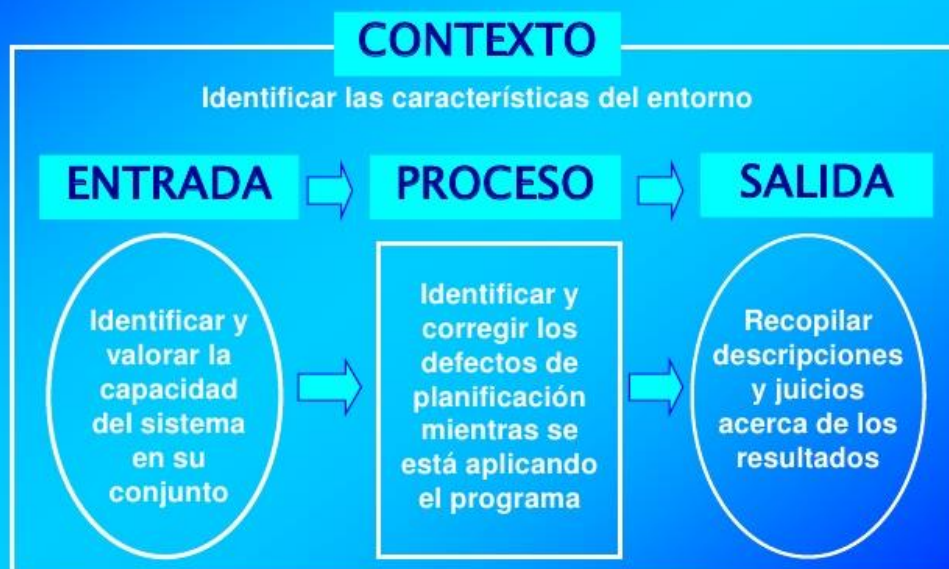 CONTEXTO
Identificar las características del entorno
ENTRADA
PROCESO
SALIDA
Identificar y
valorar la
capacidad
del sistema
en su
conjunto
Identificar y
corregir los
defectos de
planificación
mientras se
está aplicando
el programa
Recopilar
descripciones
y juicios
acerca de los
resultados